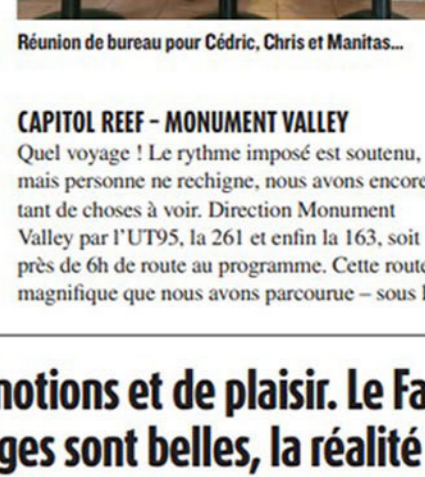 Réunion de bureau pour Cédric, Chris et Manitas...
CAPITOL REEF – MONUMENT VALLEY
Quel voyage ! Le rythme imposé est soutenu,
mais personne ne rechigne, nous avons encore
tant de choses à voir. Direction Monument
Valley par l’UT95, la 261 et enfin la 163, soit
près de 6h de route au programme. Cette route
magnifique que nous avons parcourue – sous
motions et de plaisir. Le Fa
ges sont belles, la réalité